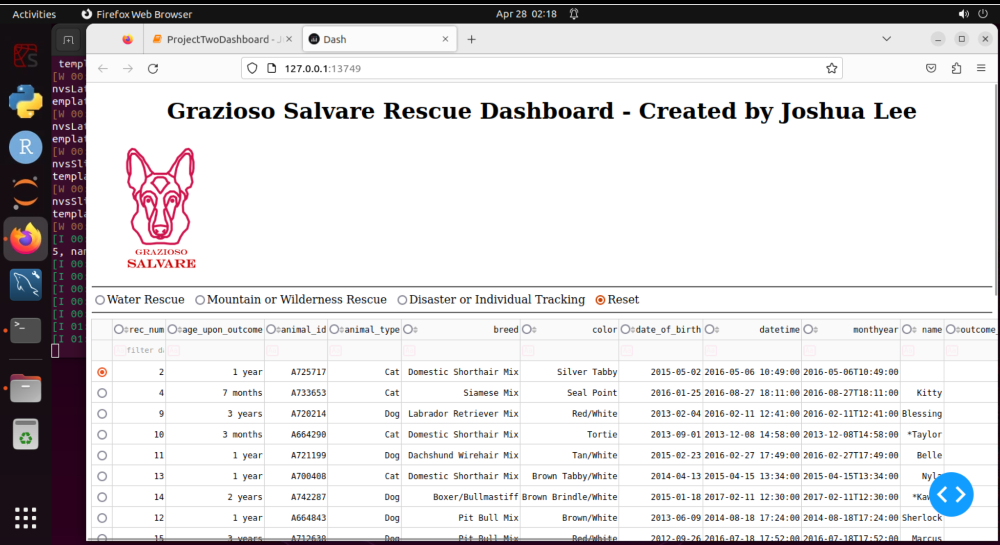 Activities Firefox Web Browser Apr 28 02:18
ProjectTwoDashboard - J Dash
127.0.0.1:13749
templ
[W 00:
nvsLat
emplat
[W 00:
nvsLat
emplat
[W 00:
nvsSli
templa
[W 00:
nvsSli
templa
[W 00:
[I 00:
5, nam
[I 00:
[I 00:
[I 00:
[I 00:
[I 00:
[I 01:
[I 01:
Grazioso Salvare Rescue Dashboard - Created by Joshua Lee
GRAZIOSO
SALVARE
Water Rescue Mountain or Wilderness Rescue Disaster or Individual Tracking Reset
rec_num age_upon_outcome animal_id animal_type breed color date_of_birth datetime monthyear name outcome_
filter da
2 1 year A725717 Cat Domestic Shorthair Mix Silver Tabby 2015-05-02 2016-05-06 10:49:00 2016-05-06T10:49:00
4 7 months A733653 Cat Siamese Mix Seal Point 2016-01-25 2016-08-27 18:11:00 2016-08-27T18:11:00 Kitty
9 3 years A720214 Dog Labrador Retriever Mix Red/White 2013-02-04 2016-02-11 12:41:00 2016-02-11T12:41:00 Blessing
10 3 months A664290 Cat Domestic Shorthair Mix Tortie 2013-09-01 2013-12-08 14:58:00 2013-12-08T14:58:00 *Taylor
11 1 year A721199 Dog Dachshund Wirehair Mix Tan/White 2015-02-23 2016-02-27 17:49:00 2016-02-27T17:49:00 Belle
13 1 year A700408 Cat Domestic Shorthair Mix Brown Tabby/White 2014-04-13 2015-04-15 13:34:00 2015-04-15T13:34:00 Nyla
14 2 years A742287 Dog Boxer/Bullmastiff Brown Brindle/White 2015-01-18 2017-02-11 12:30:00 2017-02-11T12:30:00
12 1 year A664843 Dog Pit Bull Mix Brown/White 2013-06-09 2014-08-18 17:24:00 2014-08-18T17:24:00 Sherlock
15 3 years A712638 Dog Pit Bull Mix Red/White 2012-09-26 2016-07-18 17:52:00 2016-07-18T17:52:00 Marcus